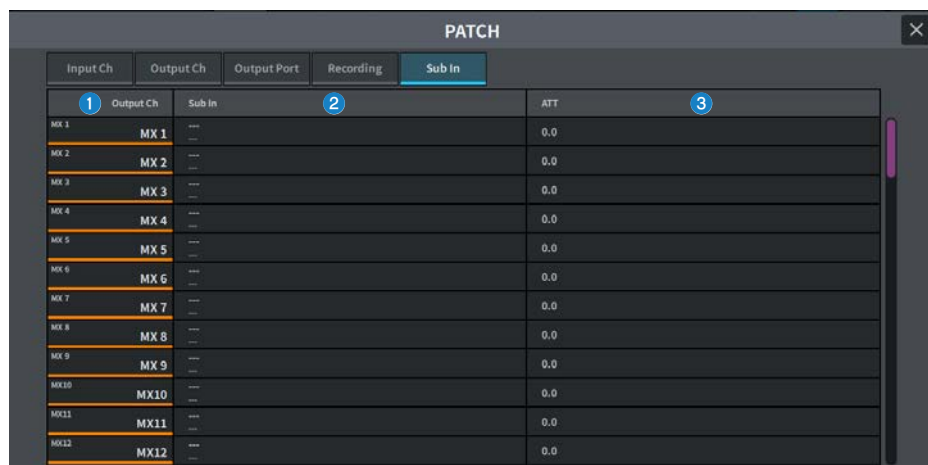 PATCH
Input Ch Output Ch Output Port Recording Sub In
1 Output Ch Sub In 2 ATT 3
MX 1 MX 1 --- --- 0.0
MX 2 MX 2 --- --- 0.0
MX 3 MX 3 --- --- 0.0
MX 4 MX 4 --- --- 0.0
MX 5 MX 5 --- --- 0.0
MX 6 MX 6 --- --- 0.0
MX 7 MX 7 --- --- 0.0
MX 8 MX 8 --- --- 0.0
MX 9 MX 9 --- --- 0.0
MX10 MX10 --- --- 0.0
MX11 MX11 --- --- 0.0
MX12 MX12 --- --- 0.0